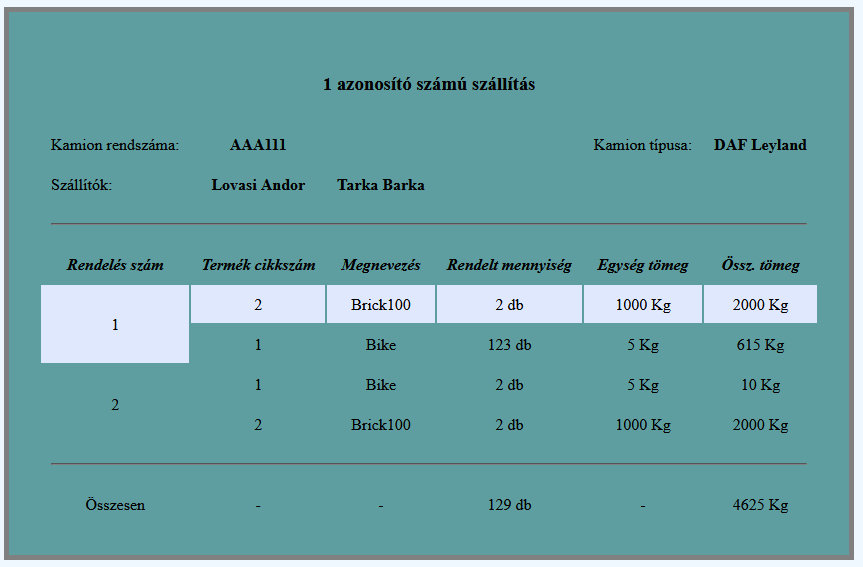 1 azonosító számú szállítás
Kamion rendszáma: AAA111 Kamion típusa: DAF Leyland
Szállítók: Lovasi Andor Tarka Barka
Rendelés szám Termék cikkszám Megnevezés Rendelt mennyiség Egység tömeg Össz. tömeg
1 2 Brick100 2 db 1000 Kg 2000 Kg
1 Bike 123 db 5 Kg 615 Kg
2 1 Bike 2 db 5 Kg 10 Kg
2 Brick100 2 db 1000 Kg 2000 Kg
Összesen - - 129 db - 4625 Kg